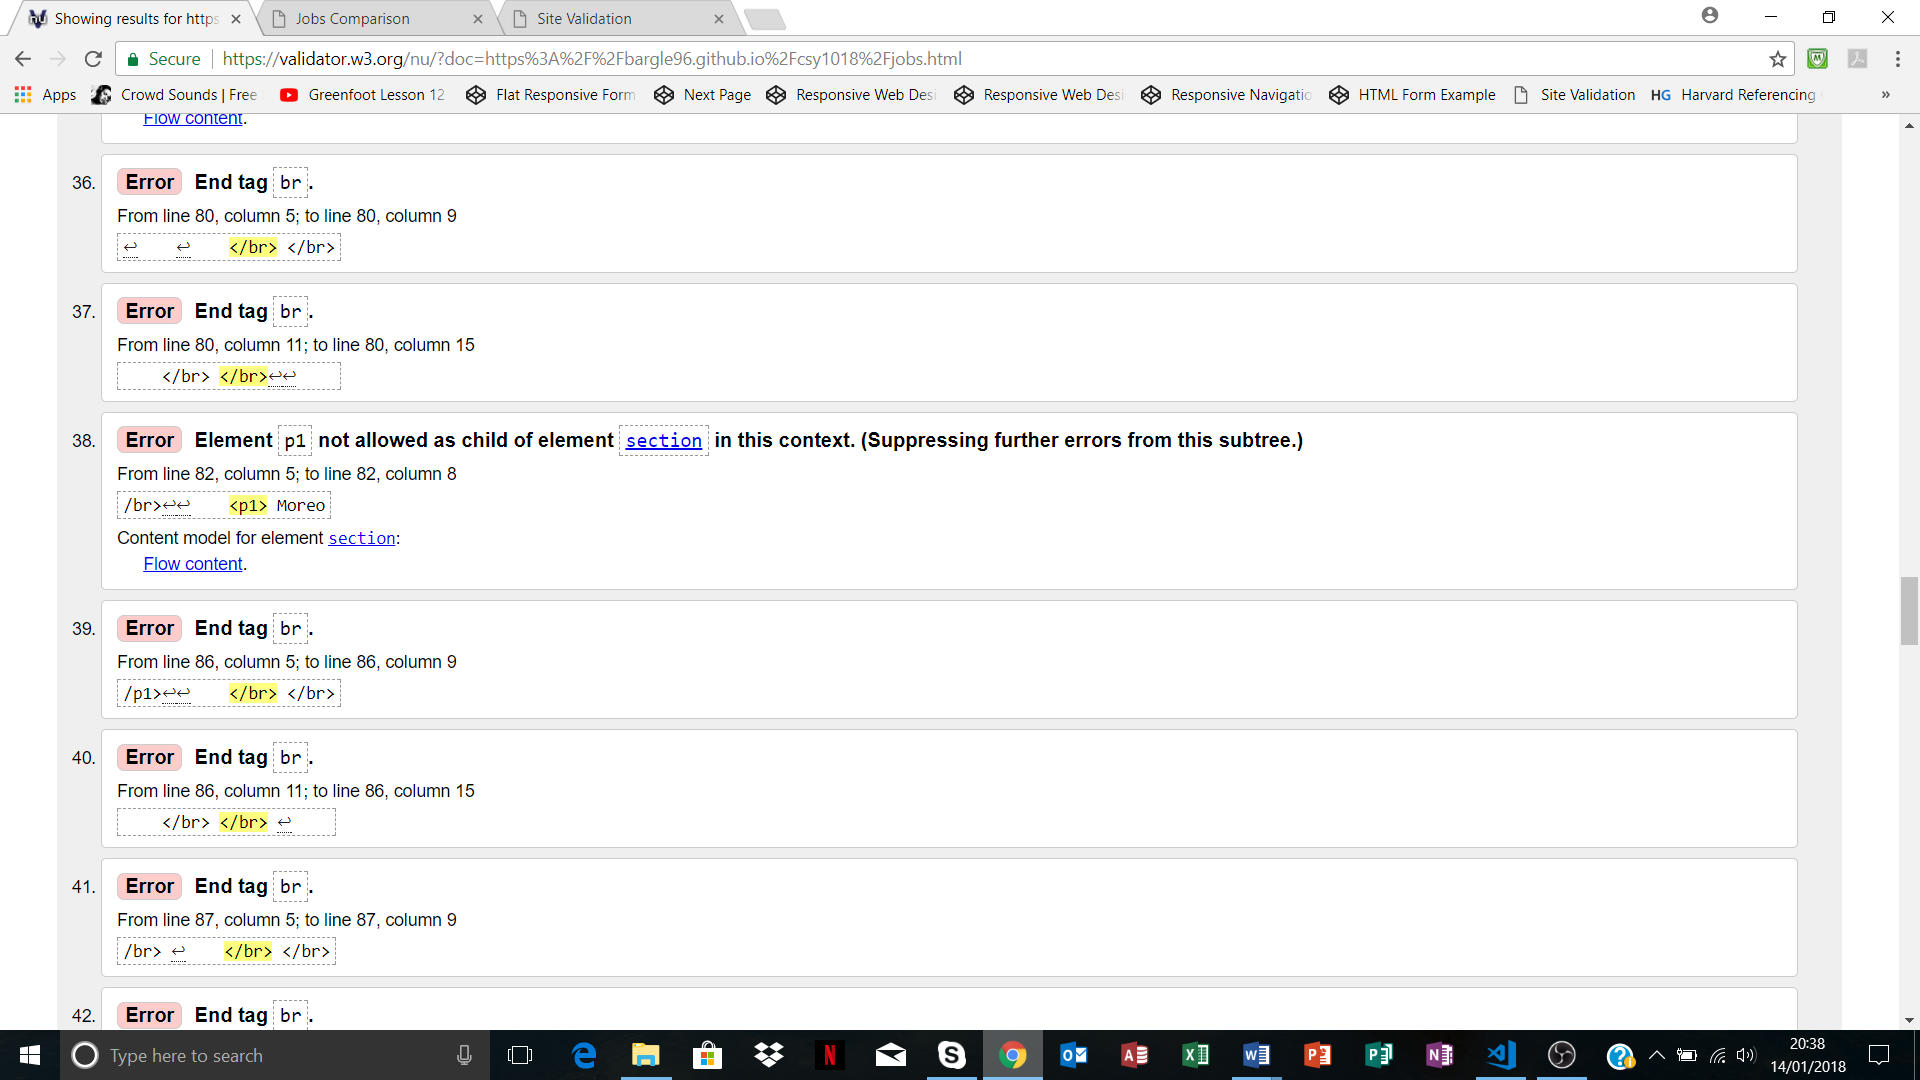 Showing results for https
Jobs Comparison
Site Validation
Secure
https://validator.w3.org/nu/?doc=https%3A%2F%2Fbargle96.github.io%2Fcsy1018%2Fjobs.html
Apps
Crowd Sounds | Free
Greenfoot Lesson 12
Flat Responsive Form
Next Page
Responsive Web Desi
Responsive Web Desi
Responsive Navigatio
HTML Form Example
Site Validation
HG Harvard Referencing
»
Flow content.
36. Error End tag br.
From line 80, column 5; to line 80, column 9
↩ ↩ </br> </br>
37. Error End tag br.
From line 80, column 11; to line 80, column 15
</br> </br>↩↩
38. Error Element p1 not allowed as child of element section in this context. (Suppressing further errors from this subtree.)
From line 82, column 5; to line 82, column 8
/br>↩↩ <p1> Moreo
Content model for element section:
Flow content.
39. Error End tag br.
From line 86, column 5; to line 86, column 9
/p1>↩↩ </br> </br>
40. Error End tag br.
From line 86, column 11; to line 86, column 15
</br> </br> ↩
41. Error End tag br.
From line 87, column 5; to line 87, column 9
/br> ↩ </br> </br>
42. Error End tag br.
Type here to search
20:38
14/01/2018